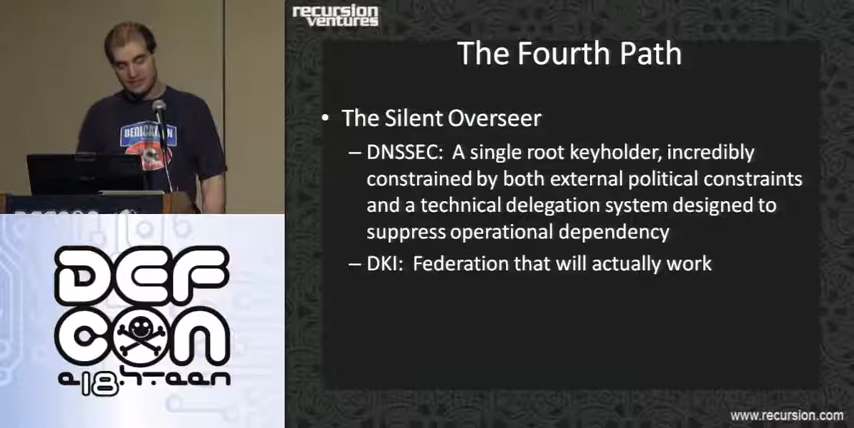 recursion
ventures
The Fourth Path
• The Silent Overseer
– DNSSEC: A single root keyholder, incredibly
constrained by both external political constraints
and a technical delegation system designed to
suppress operational dependency
– DKI: Federation that will actually work
DEF
CON
e18h.teen
www.recursion.com